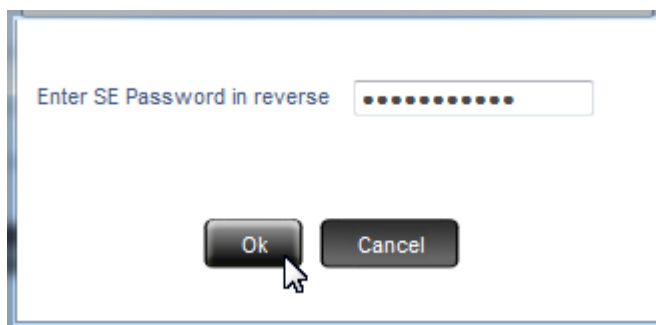 Enter SE Password in reverse •••••••••••
Ok Cancel